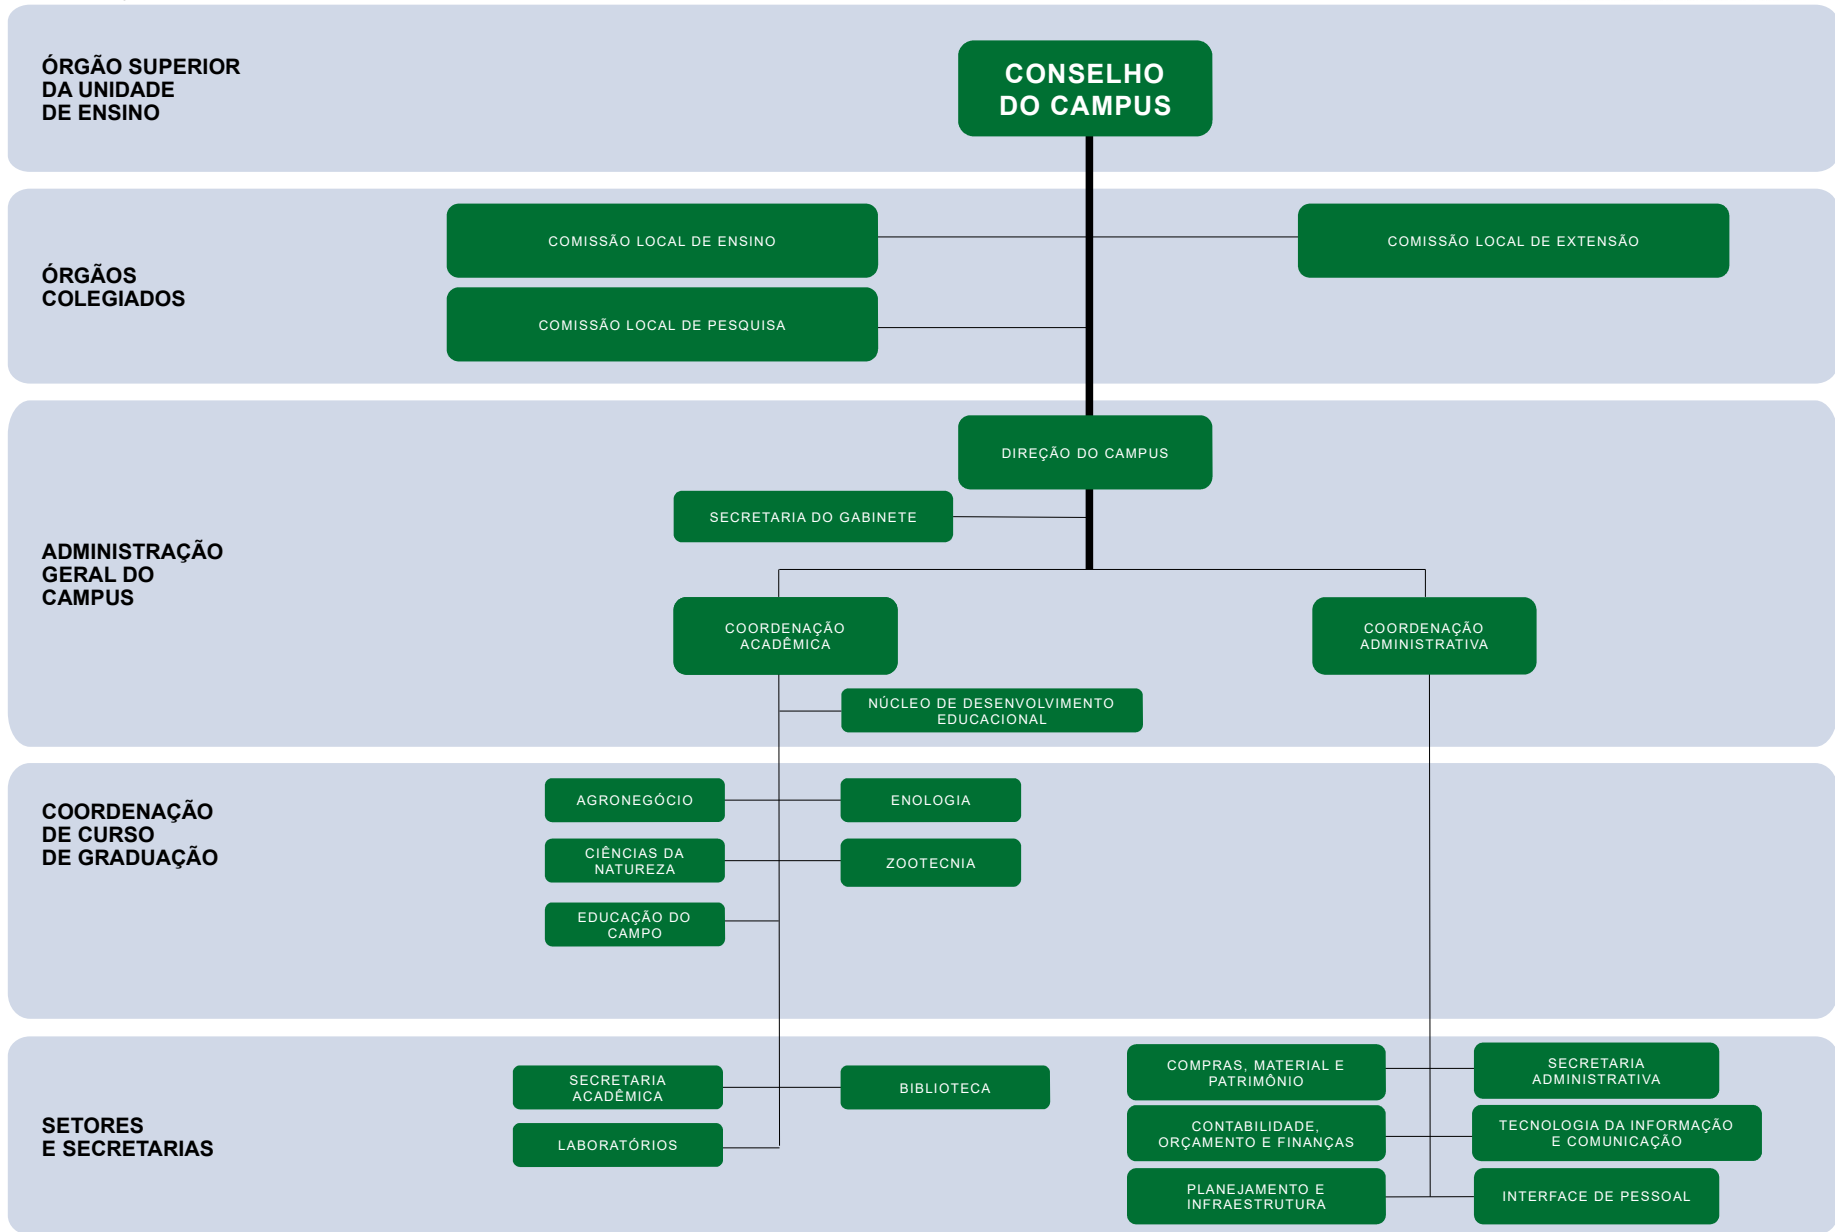 ÓRGÃO SUPERIOR
DA UNIDADE
DE ENSINO
CONSELHO
DO CAMPUS
ÓRGÃOS
COLEGIADOS
COMISSÃO LOCAL DE ENSINO
COMISSÃO LOCAL DE EXTENSÃO
COMISSÃO LOCAL DE PESQUISA
ADMINISTRAÇÃO
GERAL DO
CAMPUS
DIREÇÃO DO CAMPUS
SECRETARIA DO GABINETE
COORDENAÇÃO
ACADÊMICA
COORDENAÇÃO
ADMINISTRATIVA
NÚCLEO DE DESENVOLVIMENTO
EDUCACIONAL
COORDENAÇÃO
DE CURSO
DE GRADUAÇÃO
AGRONEGÓCIO
ENOLOGIA
CIÊNCIAS DA
NATUREZA
ZOOTECNIA
EDUCAÇÃO DO
CAMPO
SETORES
E SECRETARIAS
SECRETARIA
ACADÊMICA
BIBLIOTECA
LABORATÓRIOS
COMPRAS, MATERIAL E
PATRIMÔNIO
SECRETARIA
ADMINISTRATIVA
CONTABILIDADE,
ORÇAMENTO E FINANÇAS
TECNOLOGIA DA INFORMAÇÃO
E COMUNICAÇÃO
PLANEJAMENTO E
INFRAESTRUTURA
INTERFACE DE PESSOAL